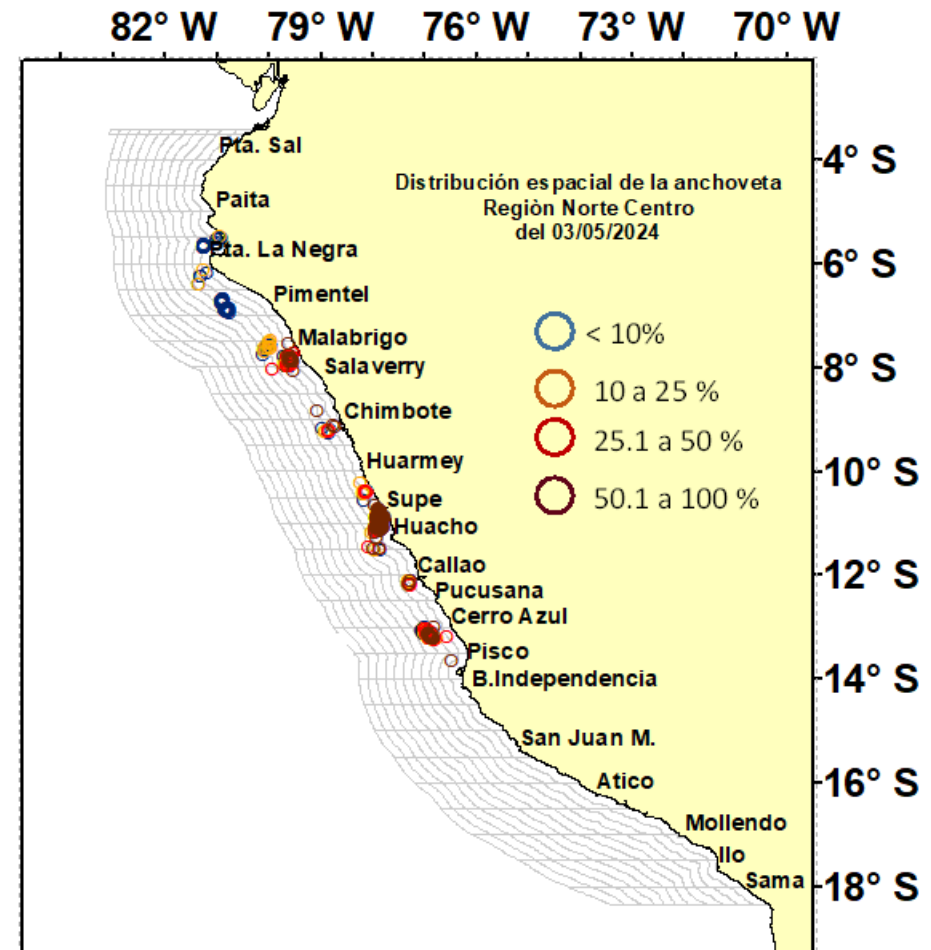 82° W 79° W 76° W 73° W 70° W
Pta. Sal
4° S
Distribución espacial de la anchoveta
Regiòn Norte Centro
del 03/05/2024
Paita
Pta. La Negra
6° S
Pimentel
Malabrigo
< 10%
Salaverry
8° S
10 a 25 %
Chimbote
25.1 a 50 %
Huarmey
10° S
Supe
50.1 a 100 %
Huacho
Callao
12° S
Pucusana
Cerro Azul
Pisco
B.Independencia
14° S
San Juan M.
Atico
16° S
Mollendo
Ilo
Sama
18° S